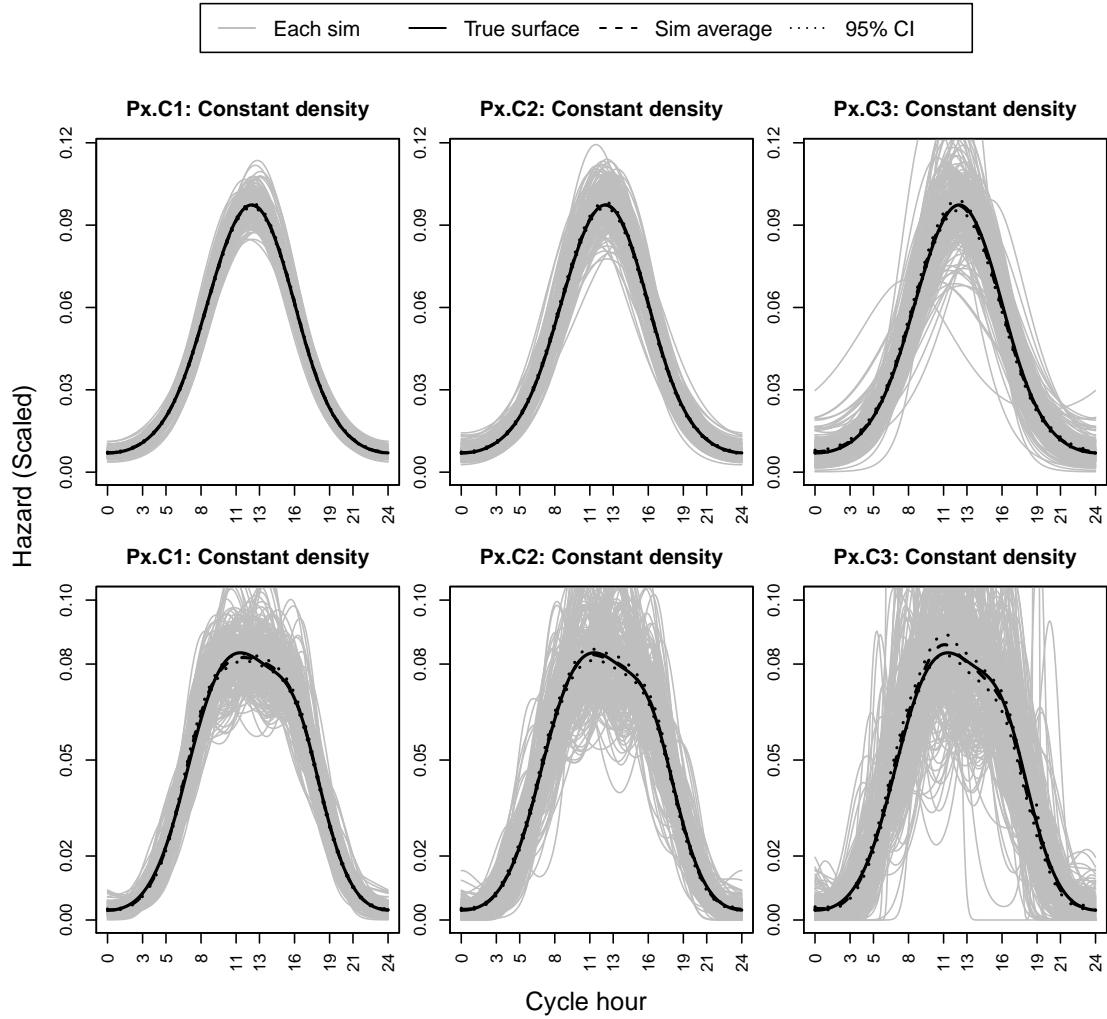 Each sim True surface Sim average 95% CI
Px.C1: Constant density Px.C2: Constant density Px.C3: Constant density
0.12 0.12 0.12
0.09 0.09 0.09
0.06 0.06 0.06
0.03 0.03 0.03
0.00 0.00 0.00
0 3 5 8 11 13 16 19 21 24 0 3 5 8 11 13 16 19 21 24 0 3 5 8 11 13 16 19 21 24
Hazard (Scaled)
Px.C1: Constant density Px.C2: Constant density Px.C3: Constant density
0.10 0.10 0.10
0.08 0.08 0.08
0.05 0.05 0.05
0.02 0.02 0.02
0.00 0.00 0.00
0 3 5 8 11 13 16 19 21 24 0 3 5 8 11 13 16 19 21 24 0 3 5 8 11 13 16 19 21 24
Cycle hour